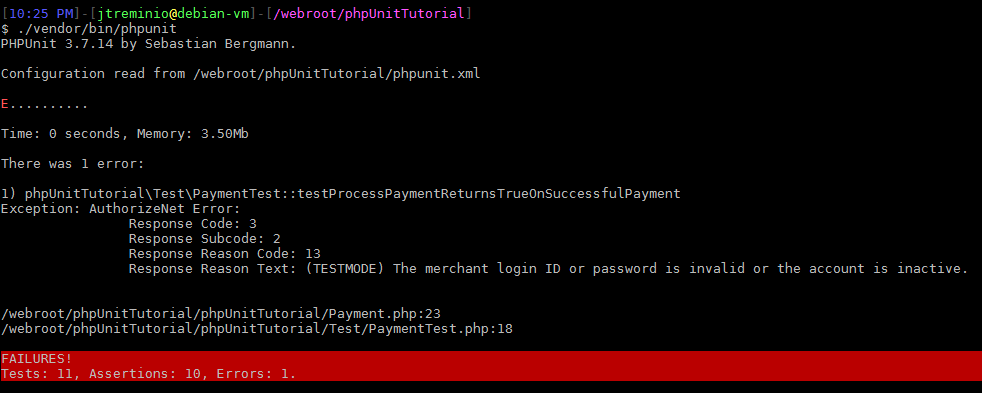 [10:25 PM]-[jtreminio@debian-vm]-[/webroot/phpUnitTutorial]
$ ./vendor/bin/phpunit
PHPUnit 3.7.14 by Sebastian Bergmann.
Configuration read from /webroot/phpUnitTutorial/phpunit.xml
E..........
Time: 0 seconds, Memory: 3.50Mb
There was 1 error:
1) phpUnitTutorial\Test\PaymentTest::testProcessPaymentReturnsTrueOnSuccessfulPayment
Exception: AuthorizeNet Error:
Response Code: 3
Response Subcode: 2
Response Reason Code: 13
Response Reason Text: (TESTMODE) The merchant login ID or password is invalid or the account is inactive.
/webroot/phpUnitTutorial/phpUnitTutorial/Payment.php:23
/webroot/phpUnitTutorial/phpUnitTutorial/Test/PaymentTest.php:18
FAILURES!
Tests: 11, Assertions: 10, Errors: 1.